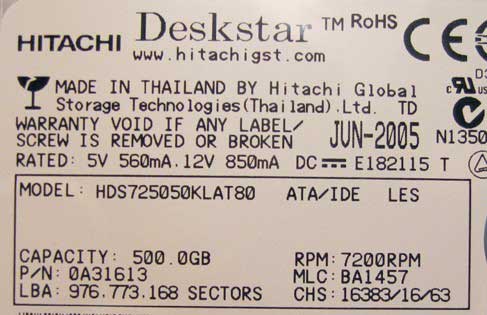 HITACHI Deskstar ™ RoHS CE
www.hitachigst.com
MADE IN THAILAND BY Hitachi Global
Storage Technologies(Thailand).Ltd. TD
WARRANTY VOID IF ANY LABEL/
SCREW IS REMOVED OR BROKEN JUN-2005 N1350
RATED: 5V 560mA.12V 850mA DC E182115 T
MODEL: HDS725050KLAT80 ATA/IDE LES
CAPACITY: 500.0GB RPM: 7200RPM
P/N: 0A31613 MLC: BA1457
LBA: 976.773.168 SECTORS CHS: 16383/16/63